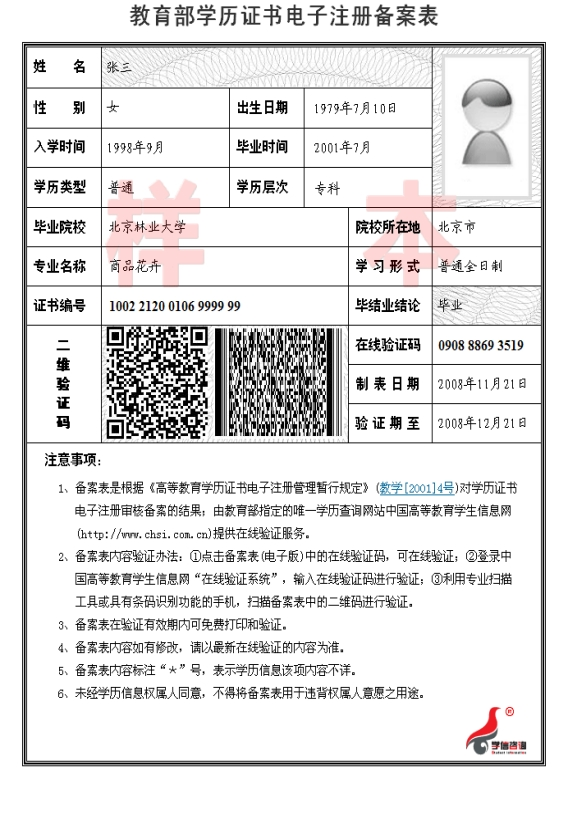 教育部学历证书电子注册备案表
姓 名 张三
性 别 女 出生日期 1979年7月10日
入学时间 1998年9月 毕业时间 2001年7月
学历类型 普通 学历层次 专科
样本
毕业院校 北京林业大学 院校所在地 北京市
专业名称 商品花卉 学习形式 普通全日制
证书编号 1002 2120 0106 9999 99 毕结业结论 毕业
二维验证码 在线验证码 0908 8869 3519
制表日期 2008年11月21日
验证期至 2008年12月21日
注意事项:
1、备案表是根据《高等教育学历证书电子注册管理暂行规定》(教学[2001]4号)对学历证书
电子注册审核备案的结果;由教育部指定的唯一学历查询网站中国高等教育学生信息网
(http://www.chsi.com.cn)提供在线验证服务。
2、备案表内容验证办法:①点击备案表(电子版)中的在线验证码,可在线验证;②登录中
国高等教育学生信息网“在线验证系统”,输入在线验证码进行验证;③利用专业扫描
工具或具有条码识别功能的手机,扫描备案表中的二维码进行验证。
3、备案表在验证有效期内可免费打印和验证。
4、备案表内容如有修改,请以最新在线验证的内容为准。
5、备案表内容标注“*”号,表示学历信息该项内容不详。
6、未经学历信息权属人同意,不得将备案表用于违背权属人意愿之用途。
学信咨询